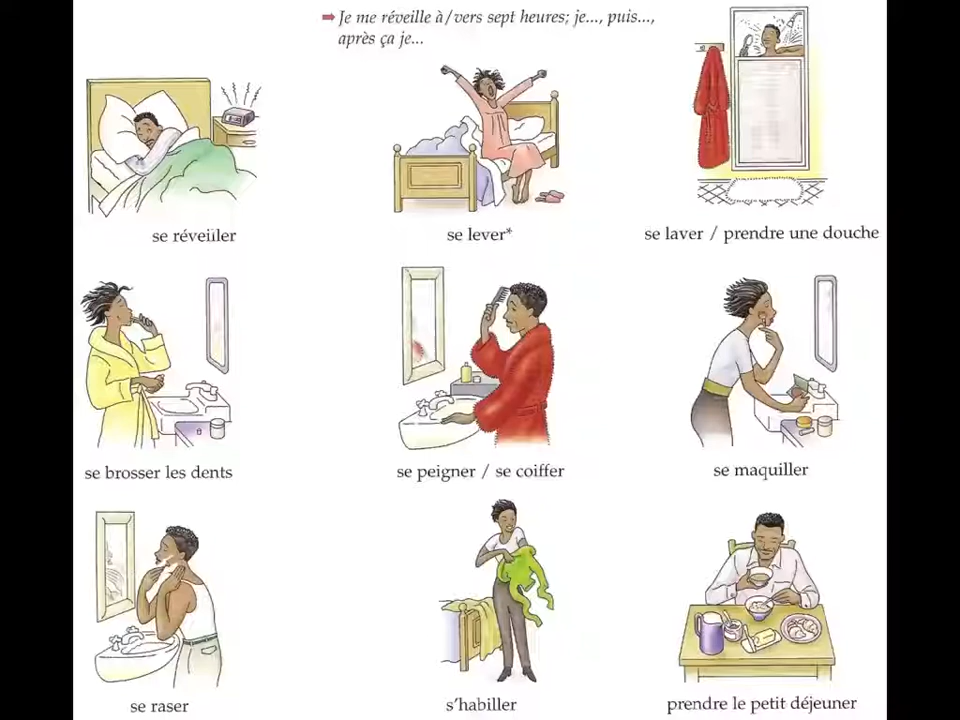 ➡ Je me réveille à/vers sept heures; je..., puis...,
après ça je...
se réveiller
se lever*
se laver / prendre une douche
se brosser les dents
se peigner / se coiffer
se maquiller
se raser
s'habiller
prendre le petit déjeuner